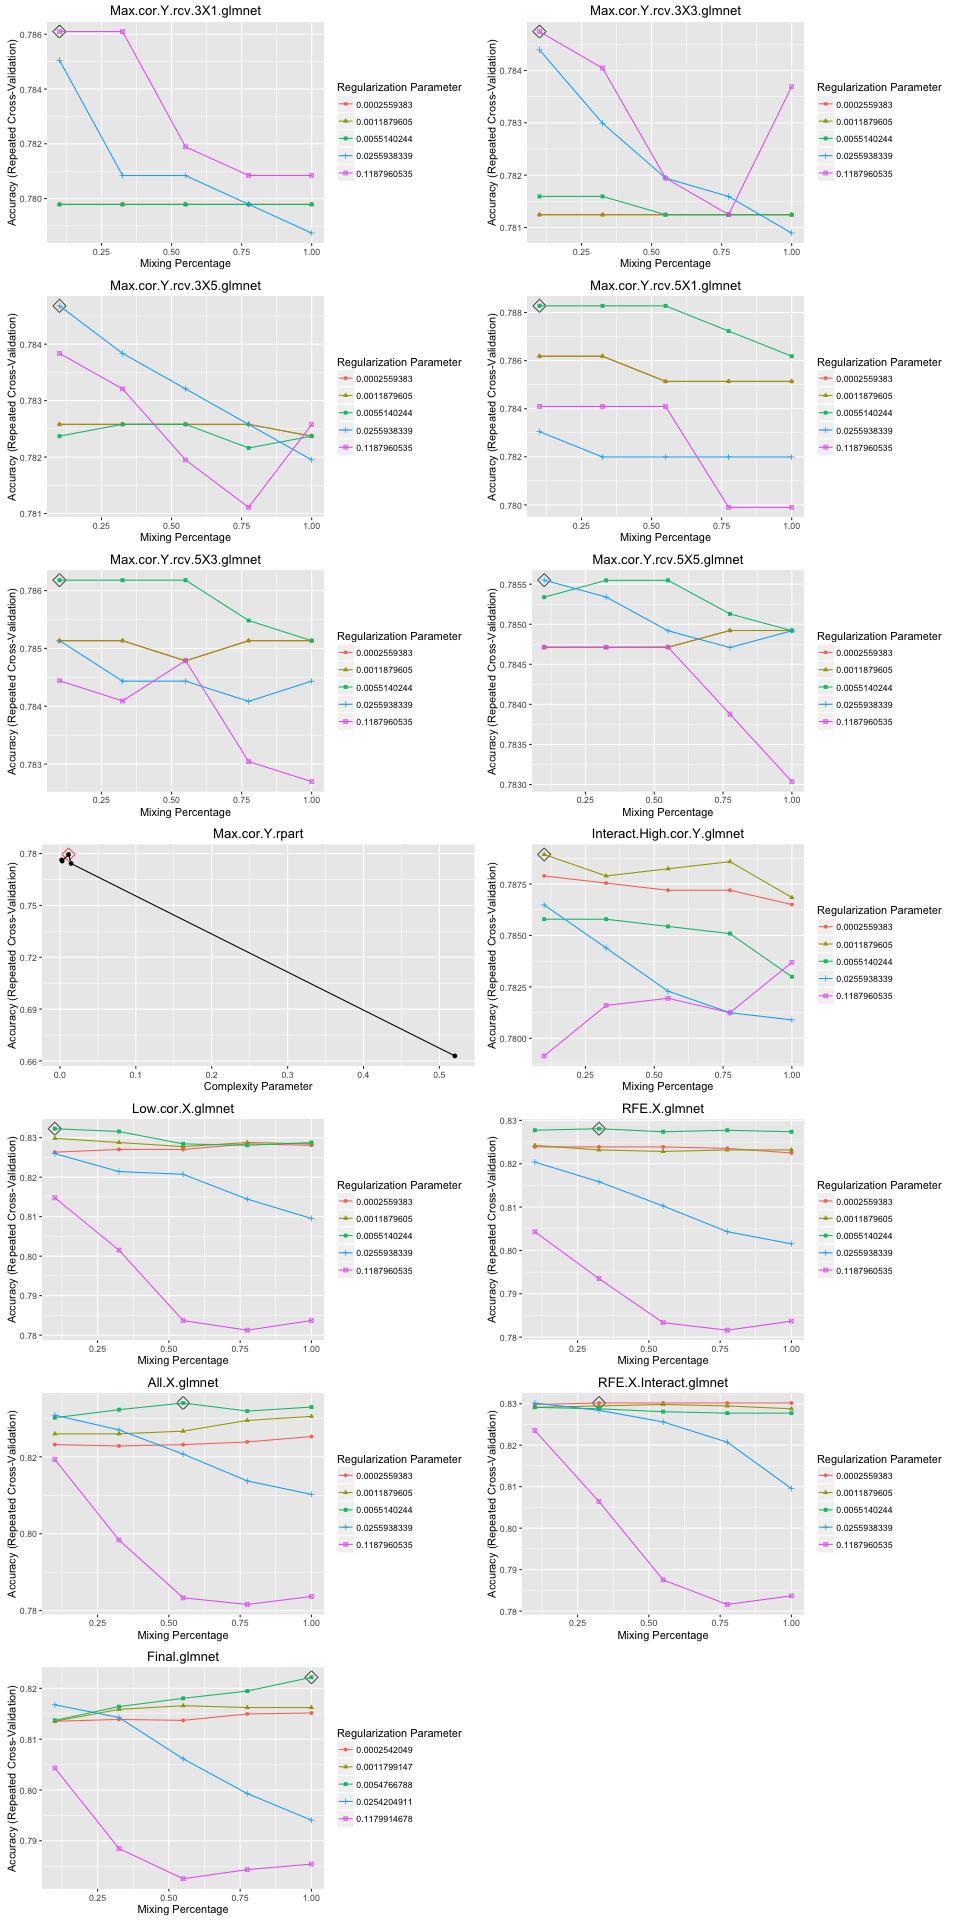 Max.cor.Y.rcv.3X1.glmnet
Accuracy (Repeated Cross-Validation)
0.786
0.784
0.782
0.780
0.25 0.50 0.75 1.00
Mixing Percentage
Regularization Parameter
0.0002559383
0.0011879605
0.0055140244
0.0255938339
0.1187960535
Max.cor.Y.rcv.3X3.glmnet
Accuracy (Repeated Cross-Validation)
0.784
0.783
0.782
0.781
0.25 0.50 0.75 1.00
Mixing Percentage
Regularization Parameter
0.0002559383
0.0011879605
0.0055140244
0.0255938339
0.1187960535
Max.cor.Y.rcv.3X5.glmnet
Accuracy (Repeated Cross-Validation)
0.784
0.783
0.782
0.781
0.25 0.50 0.75 1.00
Mixing Percentage
Regularization Parameter
0.0002559383
0.0011879605
0.0055140244
0.0255938339
0.1187960535
Max.cor.Y.rcv.5X1.glmnet
Accuracy (Repeated Cross-Validation)
0.788
0.786
0.784
0.782
0.780
0.25 0.50 0.75 1.00
Mixing Percentage
Regularization Parameter
0.0002559383
0.0011879605
0.0055140244
0.0255938339
0.1187960535
Max.cor.Y.rcv.5X3.glmnet
Accuracy (Repeated Cross-Validation)
0.786
0.785
0.784
0.783
0.25 0.50 0.75 1.00
Mixing Percentage
Regularization Parameter
0.0002559383
0.0011879605
0.0055140244
0.0255938339
0.1187960535
Max.cor.Y.rcv.5X5.glmnet
Accuracy (Repeated Cross-Validation)
0.7855
0.7850
0.7845
0.7840
0.7835
0.7830
0.25 0.50 0.75 1.00
Mixing Percentage
Regularization Parameter
0.0002559383
0.0011879605
0.0055140244
0.0255938339
0.1187960535
Max.cor.Y.rpart
Accuracy (Repeated Cross-Validation)
0.78
0.75
0.72
0.69
0.66
0.0 0.1 0.2 0.3 0.4 0.5
Complexity Parameter
Interact.High.cor.Y.glmnet
Accuracy (Repeated Cross-Validation)
0.7875
0.7850
0.7825
0.7800
0.25 0.50 0.75 1.00
Mixing Percentage
Regularization Parameter
0.0002559383
0.0011879605
0.0055140244
0.0255938339
0.1187960535
Low.cor.X.glmnet
Accuracy (Repeated Cross-Validation)
0.83
0.82
0.81
0.80
0.79
0.78
0.25 0.50 0.75 1.00
Mixing Percentage
Regularization Parameter
0.0002559383
0.0011879605
0.0055140244
0.0255938339
0.1187960535
RFE.X.glmnet
Accuracy (Repeated Cross-Validation)
0.83
0.82
0.81
0.80
0.79
0.78
0.25 0.50 0.75 1.00
Mixing Percentage
Regularization Parameter
0.0002559383
0.0011879605
0.0055140244
0.0255938339
0.1187960535
All.X.glmnet
Accuracy (Repeated Cross-Validation)
0.82
0.80
0.78
0.25 0.50 0.75 1.00
Mixing Percentage
Regularization Parameter
0.0002559383
0.0011879605
0.0055140244
0.0255938339
0.1187960535
RFE.X.Interact.glmnet
Accuracy (Repeated Cross-Validation)
0.83
0.82
0.81
0.80
0.79
0.78
0.25 0.50 0.75 1.00
Mixing Percentage
Regularization Parameter
0.0002559383
0.0011879605
0.0055140244
0.0255938339
0.1187960535
Final.glmnet
Accuracy (Repeated Cross-Validation)
0.82
0.81
0.80
0.79
0.25 0.50 0.75 1.00
Mixing Percentage
Regularization Parameter
0.0002542049
0.0011799147
0.0054766788
0.0254204911
0.1179914678